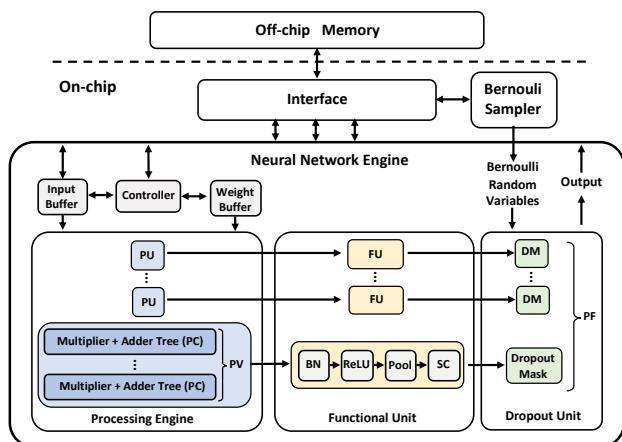 Off-chip Memory
On-chip
Interface
Bernouli
Sampler
Neural Network Engine
Input
Buffer
Controller
Weight
Buffer
Bernoulli
Random
Variables
Output
PU
FU
DM
PU
FU
DM
PF
Multiplier + Adder Tree (PC)
Multiplier + Adder Tree (PC)
PV
BN
ReLU
Pool
SC
Dropout
Mask
Processing Engine
Functional Unit
Dropout Unit